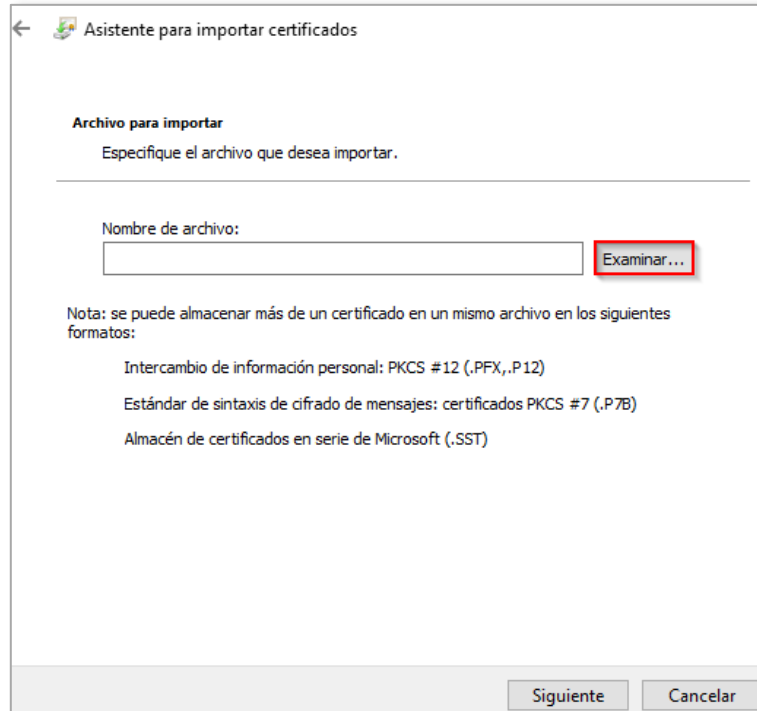 Asistente para importar certificados
Archivo para importar
Especifique el archivo que desea importar.
Nombre de archivo:
Examinar...
Nota: se puede almacenar más de un certificado en un mismo archivo en los siguientes
formatos:
Intercambio de información personal: PKCS #12 (.PFX,.P12)
Estándar de sintaxis de cifrado de mensajes: certificados PKCS #7 (.P7B)
Almacén de certificados en serie de Microsoft (.SST)
Siguiente Cancelar